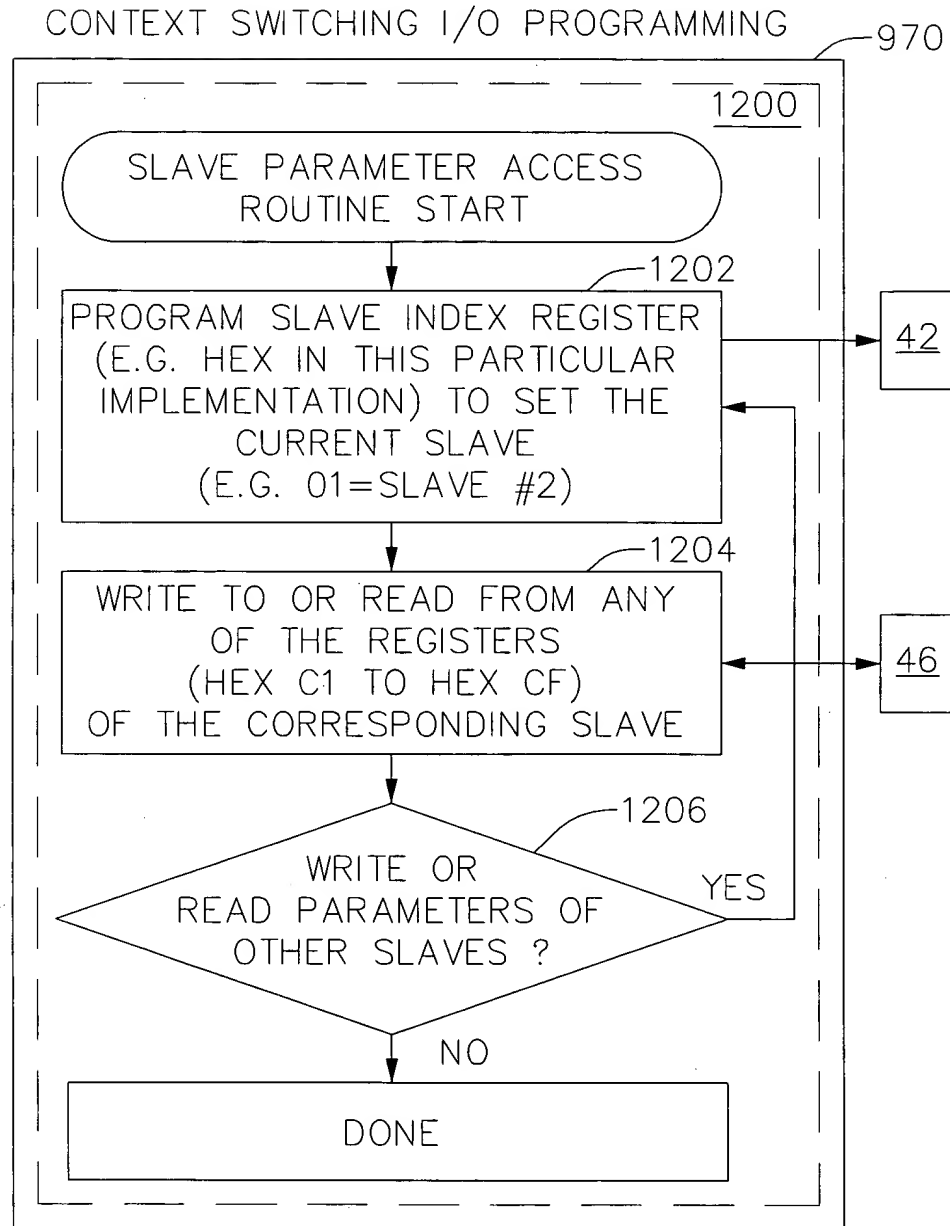 CONTEXT SWITCHING I/O PROGRAMMING
970
1200
SLAVE PARAMETER ACCESS
ROUTINE START
1202
PROGRAM SLAVE INDEX REGISTER
(E.G. HEX IN THIS PARTICULAR
IMPLEMENTATION) TO SET THE
CURRENT SLAVE
(E.G. 01=SLAVE #2)
42
1204
WRITE TO OR READ FROM ANY
OF THE REGISTERS
(HEX C1 TO HEX CF)
OF THE CORRESPONDING SLAVE
46
1206
WRITE OR
READ PARAMETERS OF
OTHER SLAVES ?
YES
NO
DONE